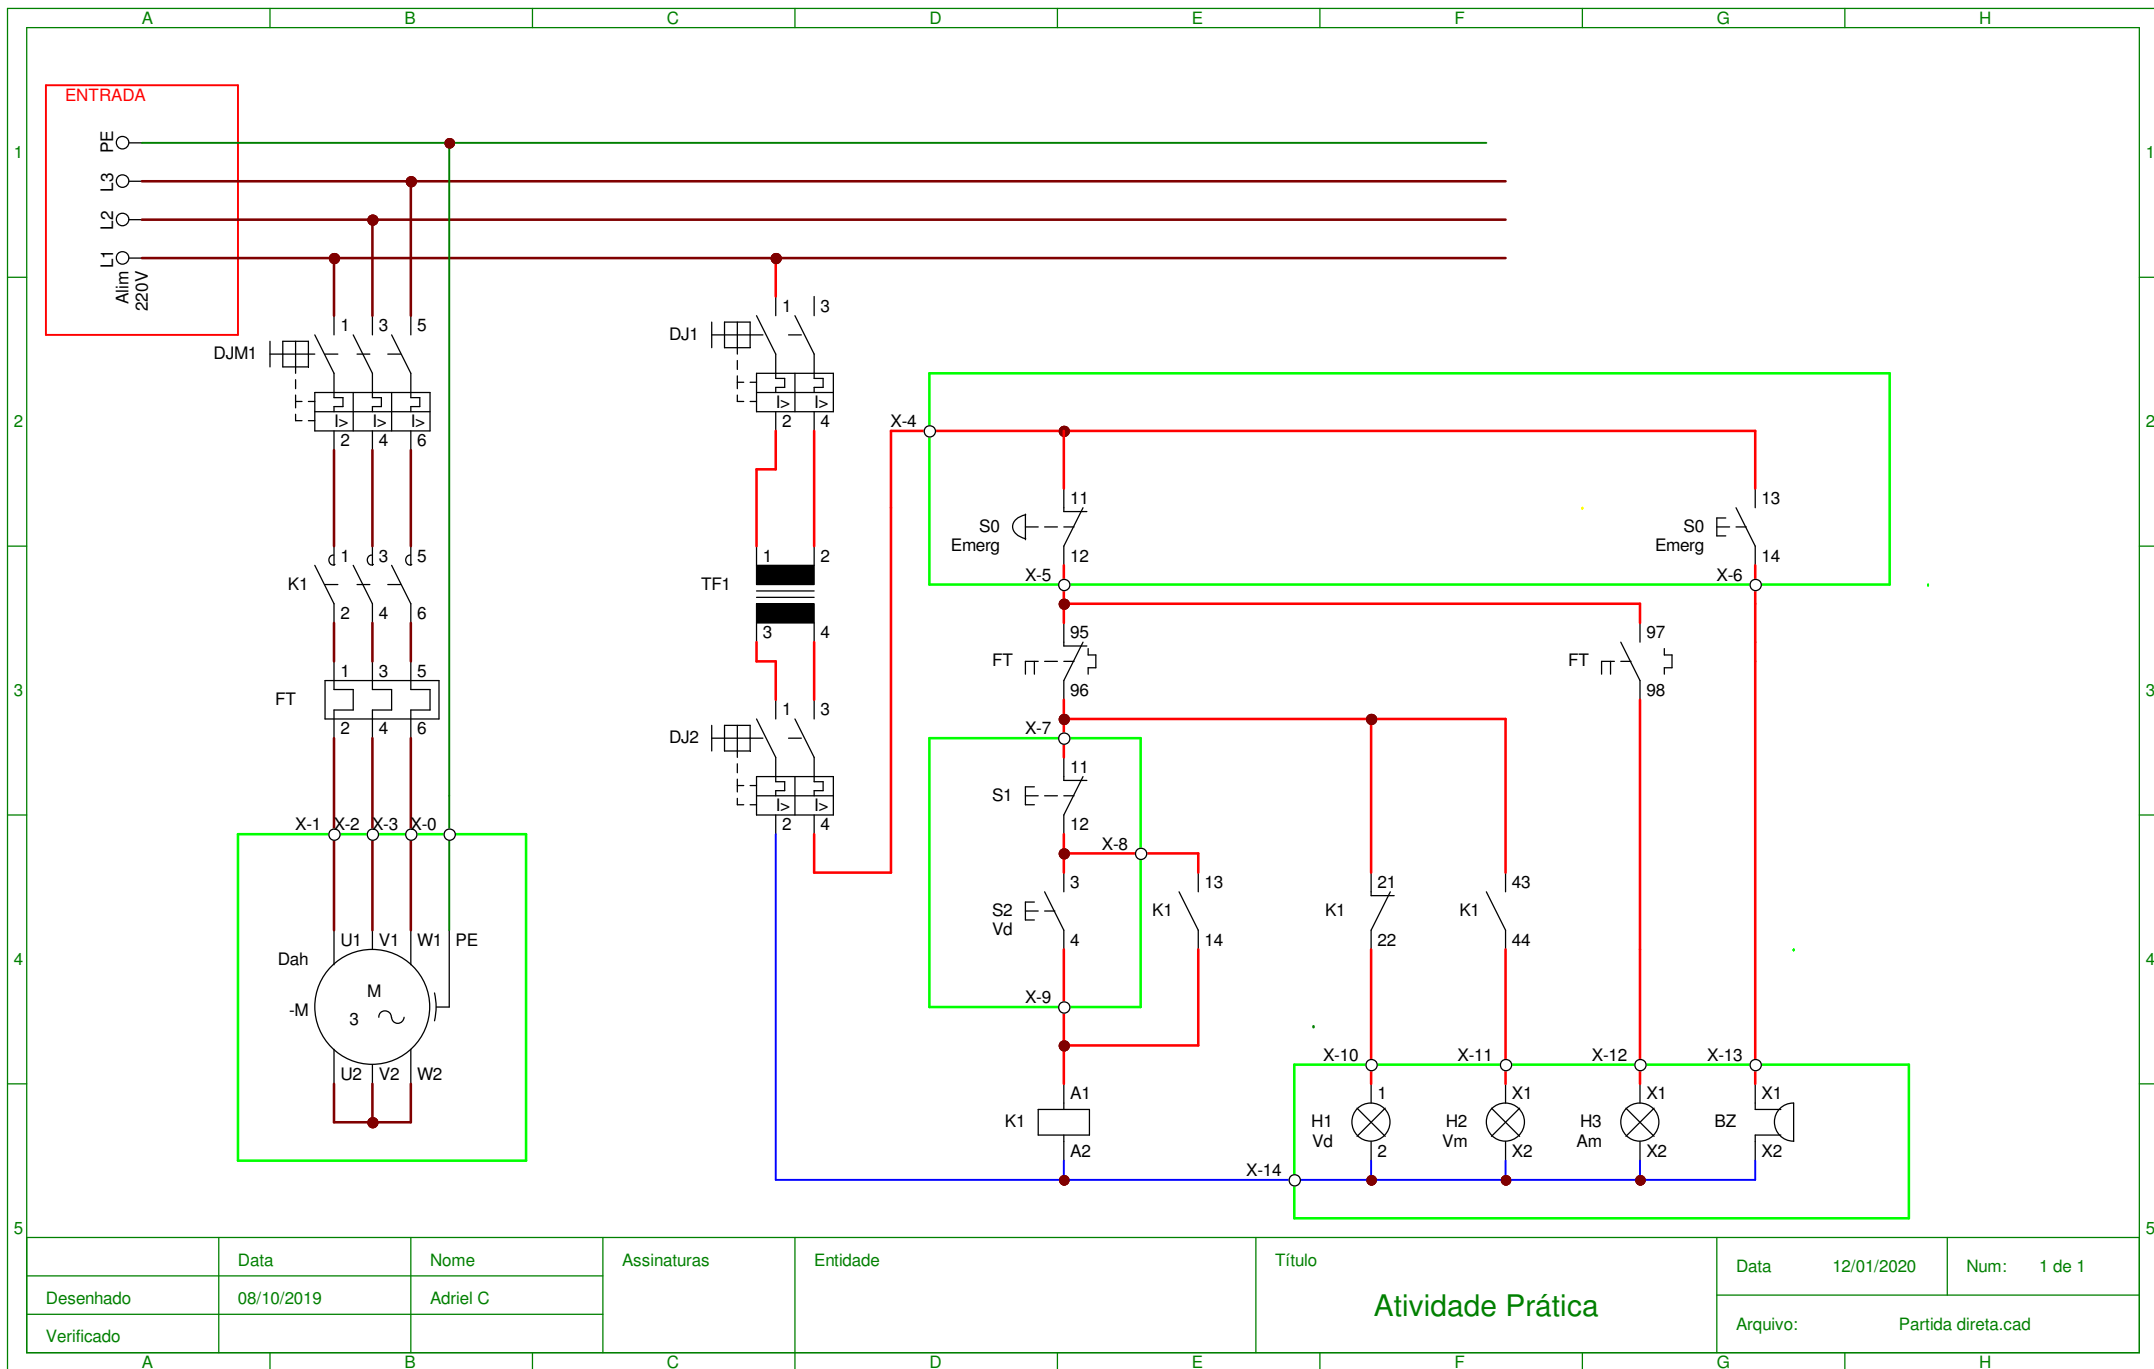 A B C D E F G H
ENTRADA
PE
1 1
L3
L2
L1
Alim
220V
1 3 5
1 3
DJM1
DJ1
I> I> I>
I> I>
2 4 6
2 4
2 2
X-4
11
13
S0
Emerg
S0
Emerg
12
14
X-5
X-6
1 3 5
K1
2 4 6
1 2
TF1
3 4
95
97
FT
FT
96
98
1 3 5
FT
2 4 6
3 3
1 3
DJ2
I> I>
2 4
X-7
11
S1
12
X-8
X-1 X-2 X-3 X-0
3
13
21
43
S2
Vd
K1
K1
K1
4
14
22
44
U1 V1 W1 PE
Dah
M
-M
3
U2 V2 W2
4 4
X-9
X-10 X-11 X-12 X-13
A1
1
X1
X1
X1
K1
H1
Vd
H2
Vm
H3
Am
BZ
A2
2
X2
X2
X2
X-14
5 5
Data Nome Assinaturas Entidade Título
Data 12/01/2020 Num: 1 de 1
Desenhado 08/10/2019 Adriel C
Atividade Prática
Verificado
Arquivo: Partida direta.cad
A B C D E F G H